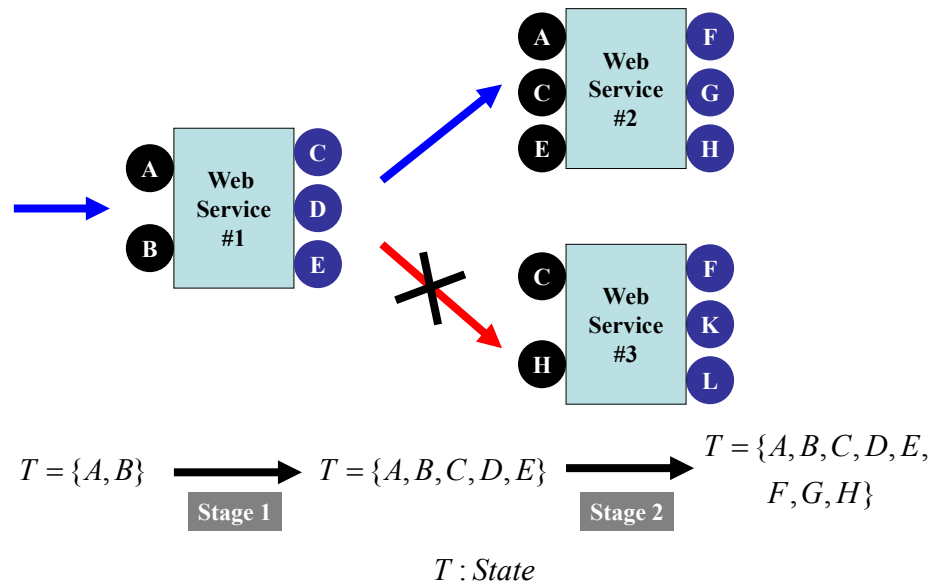 A
B
Web
Service
#1
C
D
E
A
C
E
Web
Service
#2
F
G
H
C
H
Web
Service
#3
F
K
L
T = {A, B}
Stage 1
T = {A, B, C, D, E}
Stage 2
T = {A, B, C, D, E,
F, G, H}
T : State